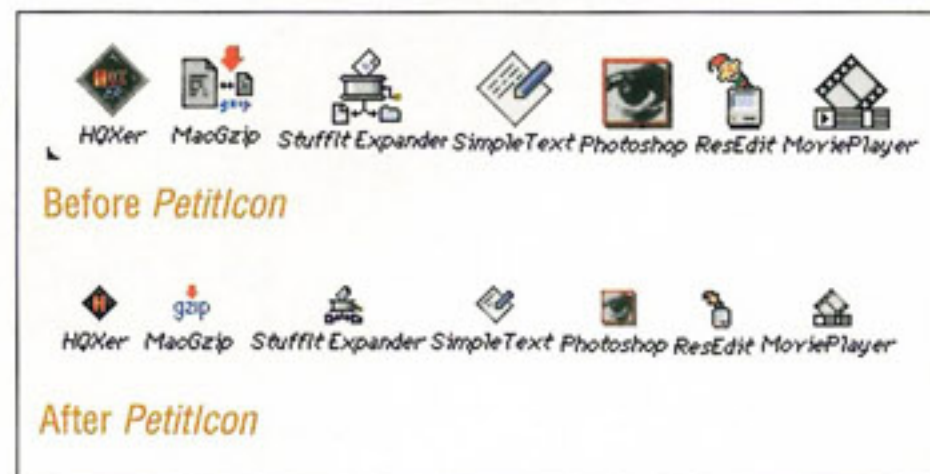 HQXer MacGzip StuffIt Expander SimpleText Photoshop ResEdit MoviePlayer
Before PetitIcon
gzip
HQXer MacGzip StuffIt Expander SimpleText Photoshop ResEdit MoviePlayer
After PetitIcon